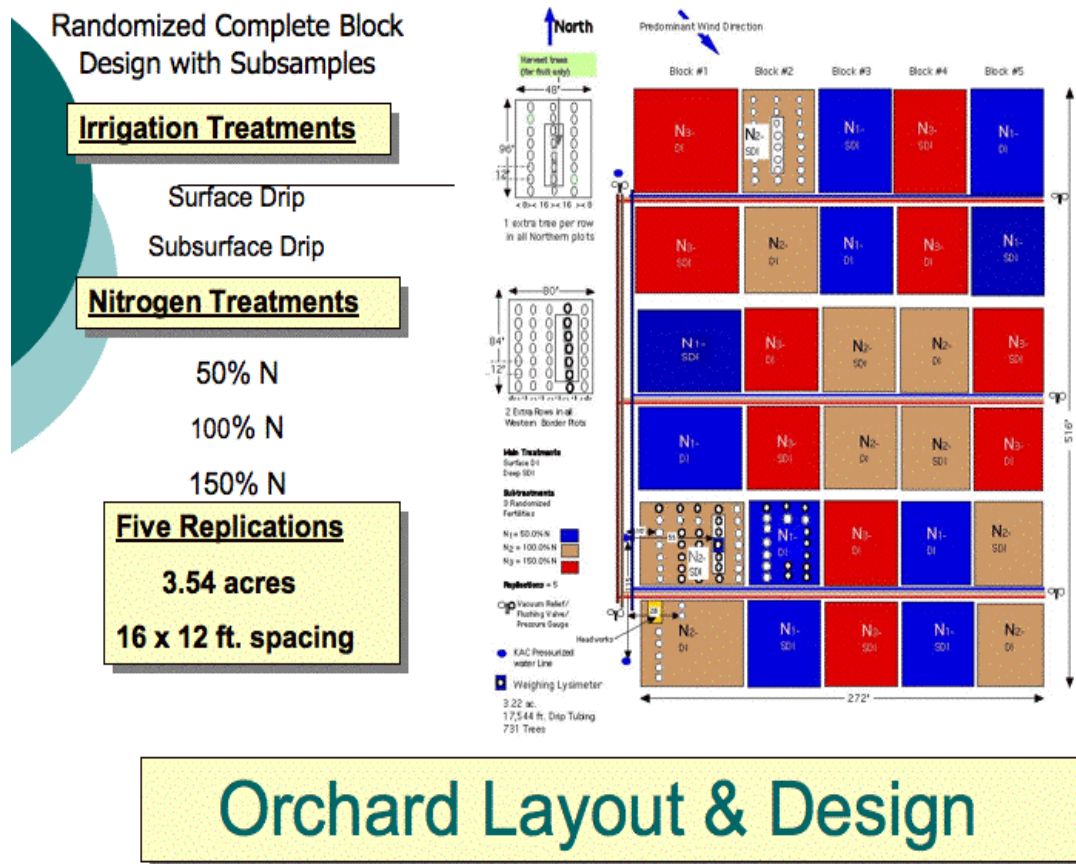 Randomized Complete Block
Design with Subsamples
Irrigation Treatments
Surface Drip
Subsurface Drip
Nitrogen Treatments
50% N
100% N
150% N
Five Replications
3.54 acres
16 x 12 ft. spacing
North
Predominant Wind Direction
Harvest trees
(for fruit only)
48'
96'
12'
< 8>< 16 >< 16 >< 8
1 extra tree per row
in all Northern plots
80'
84'
12'
2 Extra Rows in all
Western Border Plots
Main Treatments
Surface DI
Deep SDI
Subtreatments
3 Randomized
Fertilities
N1= 50.0%N
N2 = 100.0%N
N3 = 150.0%N
Replications = 5
Vacuum Relief/
Flushing Valve/
Pressure Gauge
Headworks
KAC Pressurized
water Line
Weighing Lysimeter
3.22 ac.
17,544 ft. Drip Tubing
731 Trees
Block #1 Block #2 Block #3 Block #4 Block #5
N3- DI N2- SDI N1- SDI N3- SDI N1- DI
N3- SDI N2- DI N1- DI N3- DI N1- SDI
N1- SDI N3- DI N2- SDI N2- DI N3- SDI
N1- DI N3- SDI N2- DI N2- SDI N3- DI
N2- SDI N1- DI N3- DI N1- DI N2- SDI
N2- DI N1- SDI N3- SDI N1- SDI N2- DI
516'
272'
Orchard Layout & Design